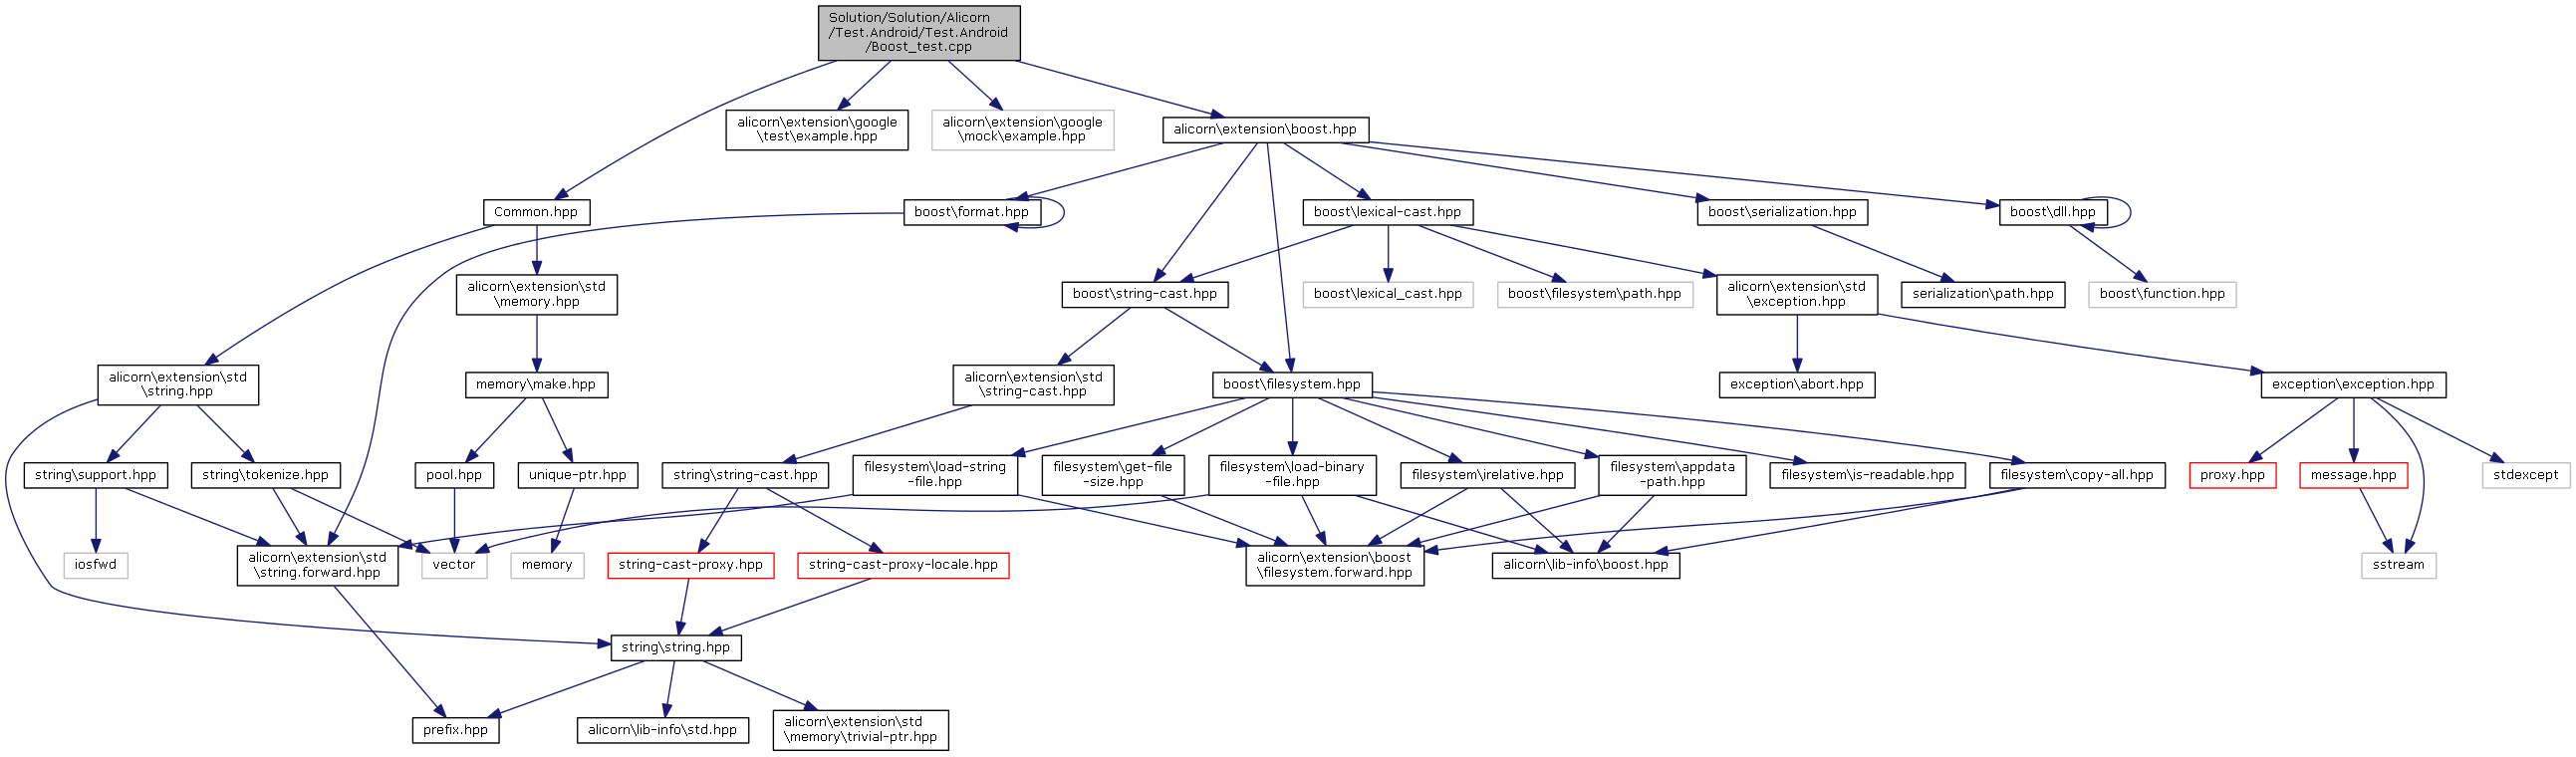 Solution/Solution/Alicorn
/Test.Android/Test.Android
/Boost_test.cpp
alicorn\extension\google
\test\example.hpp
alicorn\extension\google
\mock\example.hpp
alicorn\extension\boost.hpp
Common.hpp
boost\format.hpp
boost\lexical-cast.hpp
boost\serialization.hpp
boost\dll.hpp
alicorn\extension\std
\memory.hpp
boost\string-cast.hpp
boost\lexical_cast.hpp
boost\filesystem\path.hpp
alicorn\extension\std
\exception.hpp
serialization\path.hpp
boost\function.hpp
alicorn\extension\std
\string.hpp
memory\make.hpp
alicorn\extension\std
\string-cast.hpp
boost\filesystem.hpp
exception\abort.hpp
exception\exception.hpp
string\support.hpp
string\tokenize.hpp
pool.hpp
unique-ptr.hpp
string\string-cast.hpp
filesystem\load-string
-file.hpp
filesystem\get-file
-size.hpp
filesystem\load-binary
-file.hpp
filesystem\irelative.hpp
filesystem\appdata
-path.hpp
filesystem\is-readable.hpp
filesystem\copy-all.hpp
proxy.hpp
message.hpp
stdexcept
iosfwd
alicorn\extension\std
\string.forward.hpp
vector
memory
string-cast-proxy.hpp
string-cast-proxy-locale.hpp
alicorn\extension\boost
\filesystem.forward.hpp
alicorn\lib-info\boost.hpp
sstream
string\string.hpp
prefix.hpp
alicorn\lib-info\std.hpp
alicorn\extension\std
\memory\trivial-ptr.hpp